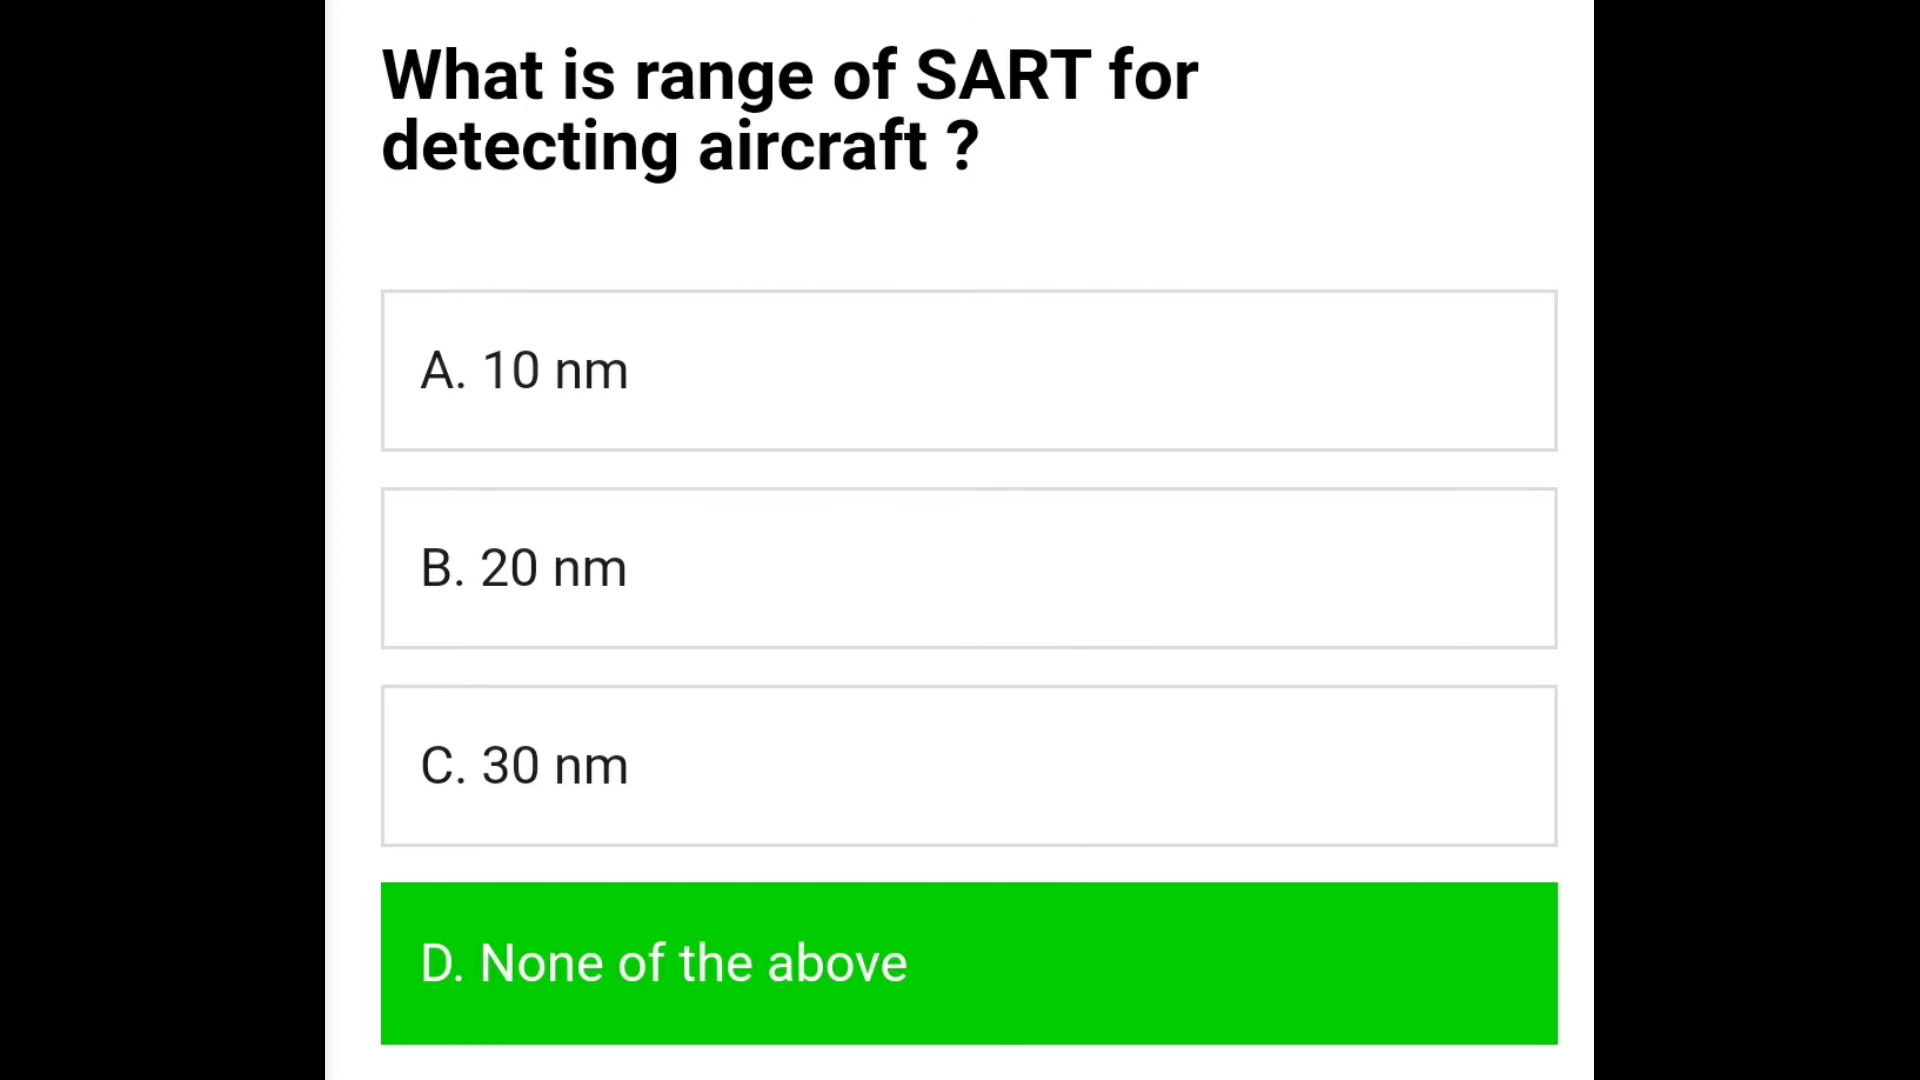 What is range of SART for
detecting aircraft ?
A. 10 nm
B. 20 nm
C. 30 nm
D. None of the above